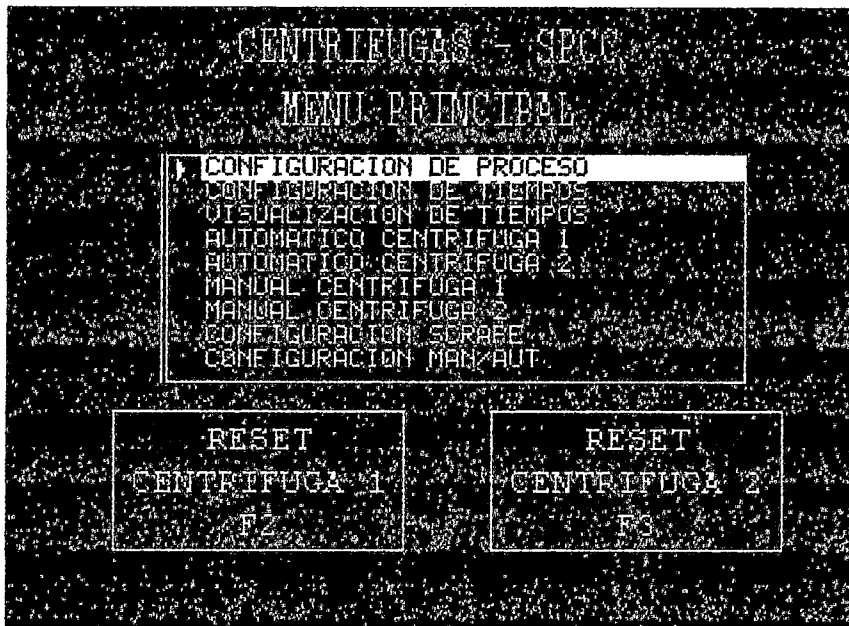 CENTRIFUGAS - SPCC
MENU PRINCIPAL
CONFIGURACION DE PROCESO
CONFIGURACION DE TIEMPOS
VISUALIZACION DE TIEMPOS
AUTOMATICO CENTRIFUGA 1
AUTOMATICO CENTRIFUGA 2
MANUAL CENTRIFUGA 1
MANUAL CENTRIFUGA 2
CONFIGURACION SCRAPE
CONFIGURACION MAN/AUT.
RESET
CENTRIFUGA 1
F2
RESET
CENTRIFUGA 2
F3